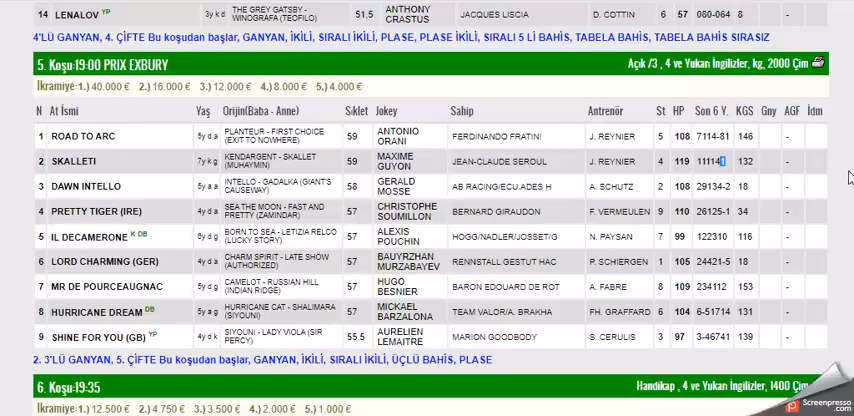 14 LENALOV YP 3y k d THE GREY GATSBY - WINOGRAFA (TEOFILO) 51,5 ANTHONY CRASTUS JACQUES LISCIA D. COTTIN 6 57 080-064 8 -
4'LÜ GANYAN, 4. ÇİFTE Bu koşudan başlar, GANYAN, İKİLİ, SIRALI İKİLİ, PLASE, PLASE İKİLİ, SIRALI 5 Lİ BAHİS, TABELA BAHİS, TABELA BAHİS SIRASIZ
5. Koşu:19:00 PRIX EXBURY Açık /3 , 4 ve Yukarı İngilizler, kg, 2000 Çim
İkramiye: 1.) 40.000 € 2.) 16.000 € 3.) 12.000 € 4.) 8.000 € 5.) 4.000 €
N At İsmi Yaş Orijin(Baba - Anne) Sıklet Jokey Sahip Antrenör St HP Son 6 Y. KGS Gny AGF İdm
1 ROAD TO ARC 5y d a PLANTEUR - FIRST CHOICE (EXIT TO NOWHERE) 59 ANTONIO ORANI FERDINANDO FRATINI J. REYNIER 5 108 7114-81 146 -
2 SKALLETI 7y k g KENDARGENT - SKALLET (MUHAYMIN) 59 MAXIME GUYON JEAN-CLAUDE SEROUL J. REYNIER 4 119 111141 132 -
3 DAWN INTELLO 5y a a INTELLO - GADALKA (GIANT'S CAUSEWAY) 58 GERALD MOSSE AB RACING/ECU.ADES H A. SCHUTZ 2 108 29134-2 18 -
4 PRETTY TIGER (IRE) 4y d a SEA THE MOON - FAST AND PRETTY (ZAMINDAR) 57 CHRISTOPHE SOUMILLON BERNARD GIRAUDON F. VERMEULEN 9 110 26125-1 34 -
5 IL DECAMERONE K DB 6y d g BORN TO SEA - LETIZIA RELCO (LUCKY STORY) 57 ALEXIS POUCHIN HOGG/NADLER/JOSSET/G N. PAYSAN 7 99 122310 116 -
6 LORD CHARMING (GER) 4y d a CHARM SPIRIT - LATE SHOW (AUTHORIZED) 57 BAUYRZHAN MURZABAYEV RENNSTALL GESTUT HAC P. SCHIERGEN 1 105 24421-5 18 -
7 MR DE POURCEAUGNAC 5y d g CAMELOT - RUSSIAN HILL (INDIAN RIDGE) 57 HUGO BESNIER BARON EDOUARD DE ROT A. FABRE 8 109 234112 153 -
8 HURRICANE DREAM DB 5y a g HURRICANE CAT - SHALIMARA (SIYOUNI) 57 MICKAEL BARZALONA TEAM VALOR/A. BRAKHA FH. GRAFFARD 6 104 6-51714 131 -
9 SHINE FOR YOU (GB) YP 4y d k SIYOUNI - LADY VIOLA (SIR PERCY) 55,5 AURELIEN LEMAITRE MARION GOODBODY S. CERULIS 3 97 3-46741 139 -
2. 3'LÜ GANYAN, 5. ÇİFTE Bu koşudan başlar, GANYAN, İKİLİ, SIRALI İKİLİ, ÜÇLÜ BAHİS, PLASE
6. Koşu:19:35 Handikap , 4 ve Yukarı İngilizler, 1400 Çim
İkramiye: 1.) 12.500 € 2.) 4 750 € 3.) 3.500 € 4.) 2.000 € 5.) 1.000 €
Screenpresso